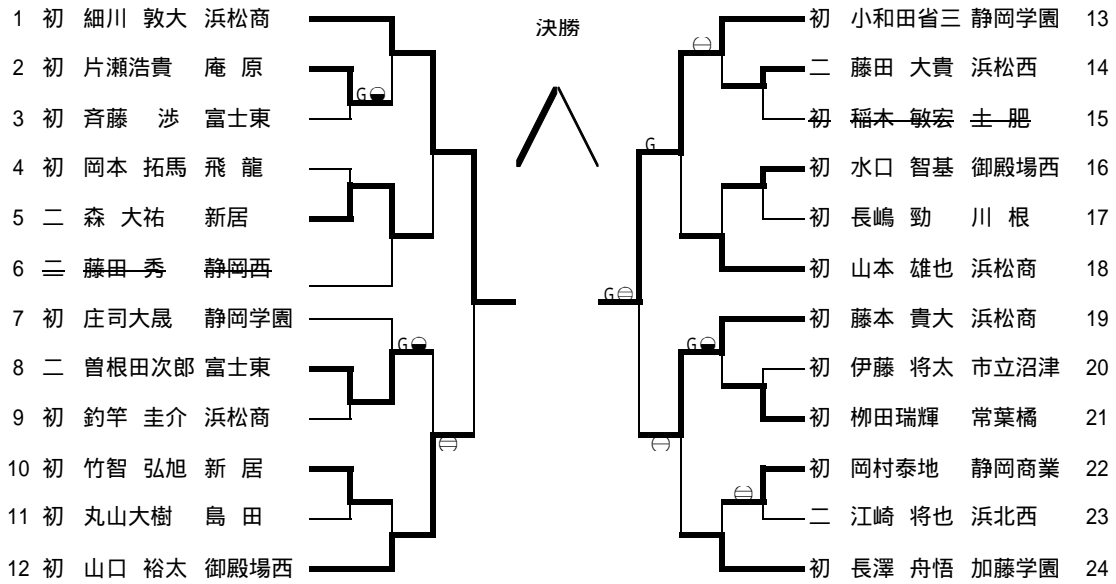 決勝
1 初 細川 敦大 浜松商
2 初 片瀬浩貴 庵 原
G
3 初 斉藤 渉 富士東
4 初 岡本 拓馬 飛 龍
5 二 森 大祐 新居
6 二 藤田 秀 静岡西
7 初 庄司大晟 静岡学園
G
8 二 曽根田次郎 富士東
9 初 釣竿 圭介 浜松商
10 初 竹智 弘旭 新 居
11 初 丸山大樹 島 田
12 初 山口 裕太 御殿場西
初 小和田省三 静岡学園 13
二 藤田 大貴 浜松西 14
初 稲木 敏宏 土 肥 15
G
初 水口 智基 御殿場西 16
初 長嶋 勁 川 根 17
初 山本 雄也 浜松商 18
G
初 藤本 貴大 浜松商 19
G
初 伊藤 将太 市立沼津 20
初 栁田瑞輝 常葉橘 21
初 岡村泰地 静岡商業 22
二 江崎 将也 浜北西 23
初 長澤 舟悟 加藤学園 24